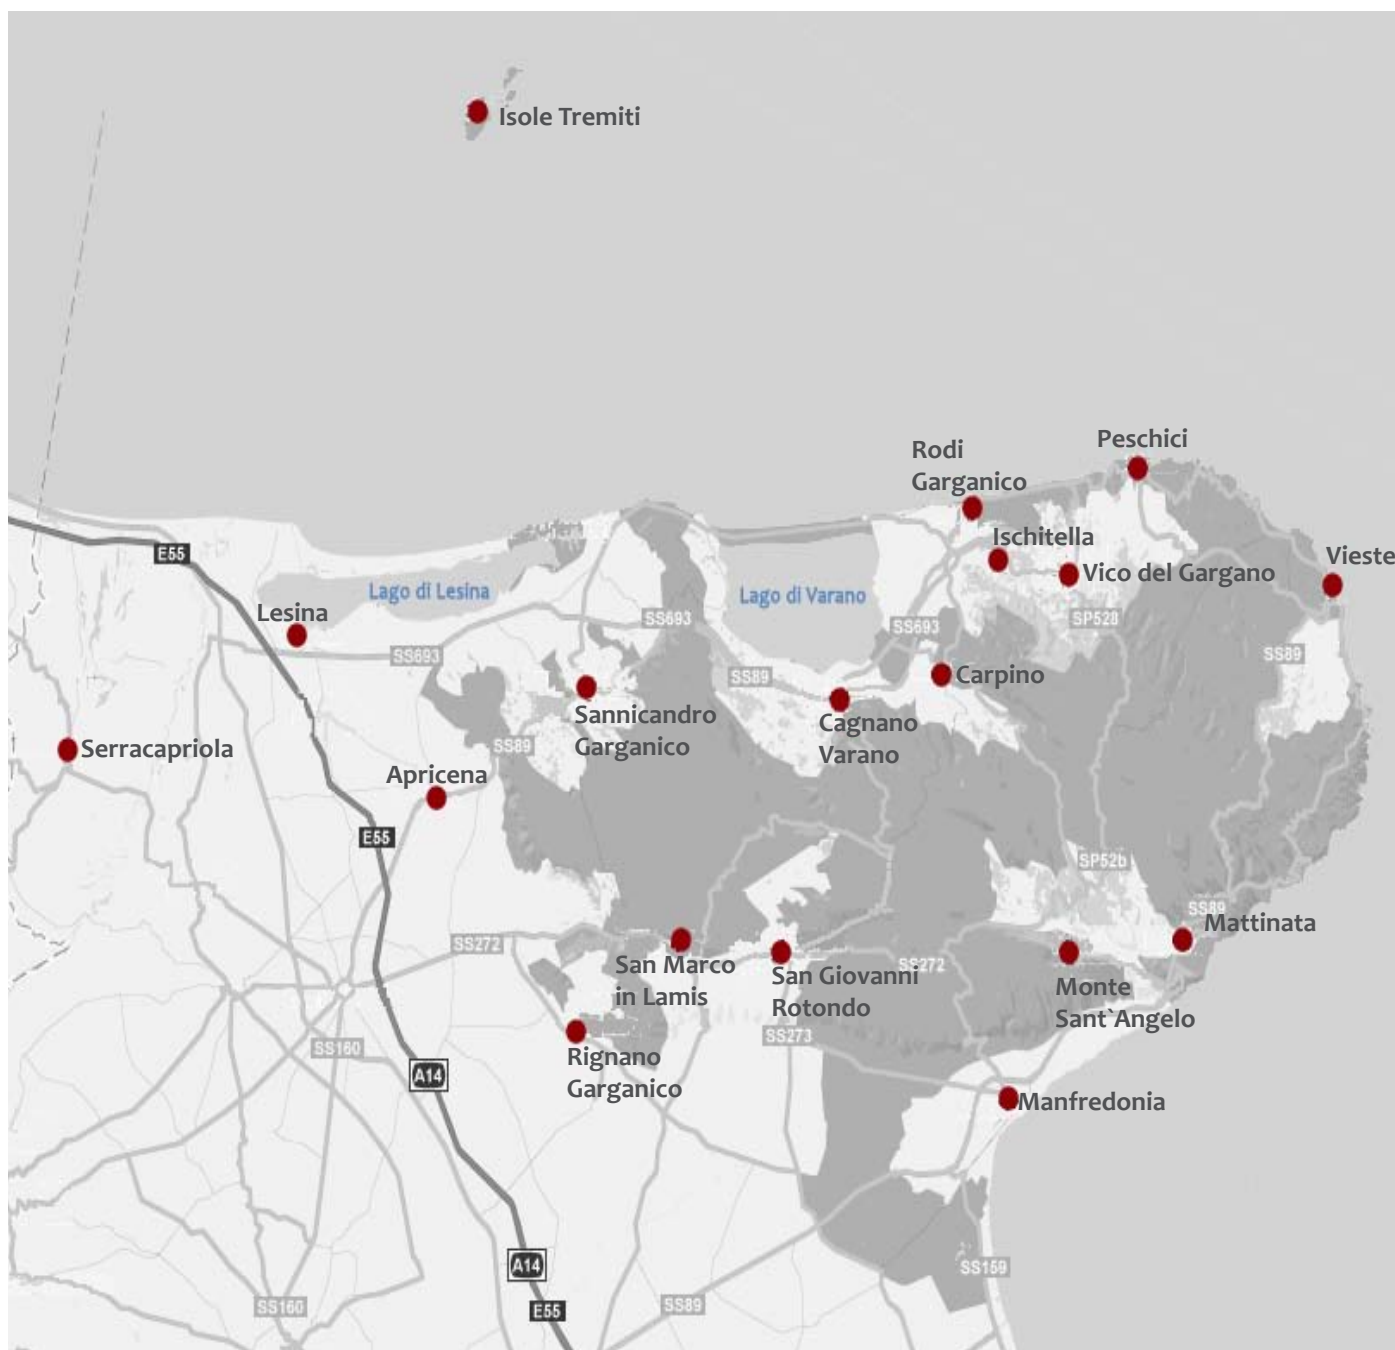 Isole Tremiti
Peschici
Rodi
Garganico
Ischitella
Vieste
E55
Vico del Gargano
Lago di Lesina
Lago di Varano
Lesina
SS693
SS693
SP528
SS693
SS89
SS89
Carpino
Sannicandro
Garganico
Cagnano
Varano
Serracapriola
SS89
Apricena
E55
SP52b
SS89
Mattinata
SS272
San Marco
in Lamis
San Giovanni
Rotondo
SS272
Monte
Sant`Angelo
SS273
SS160
Rignano
Garganico
A14
Manfredonia
A14
SS159
SS160
SS89
E55